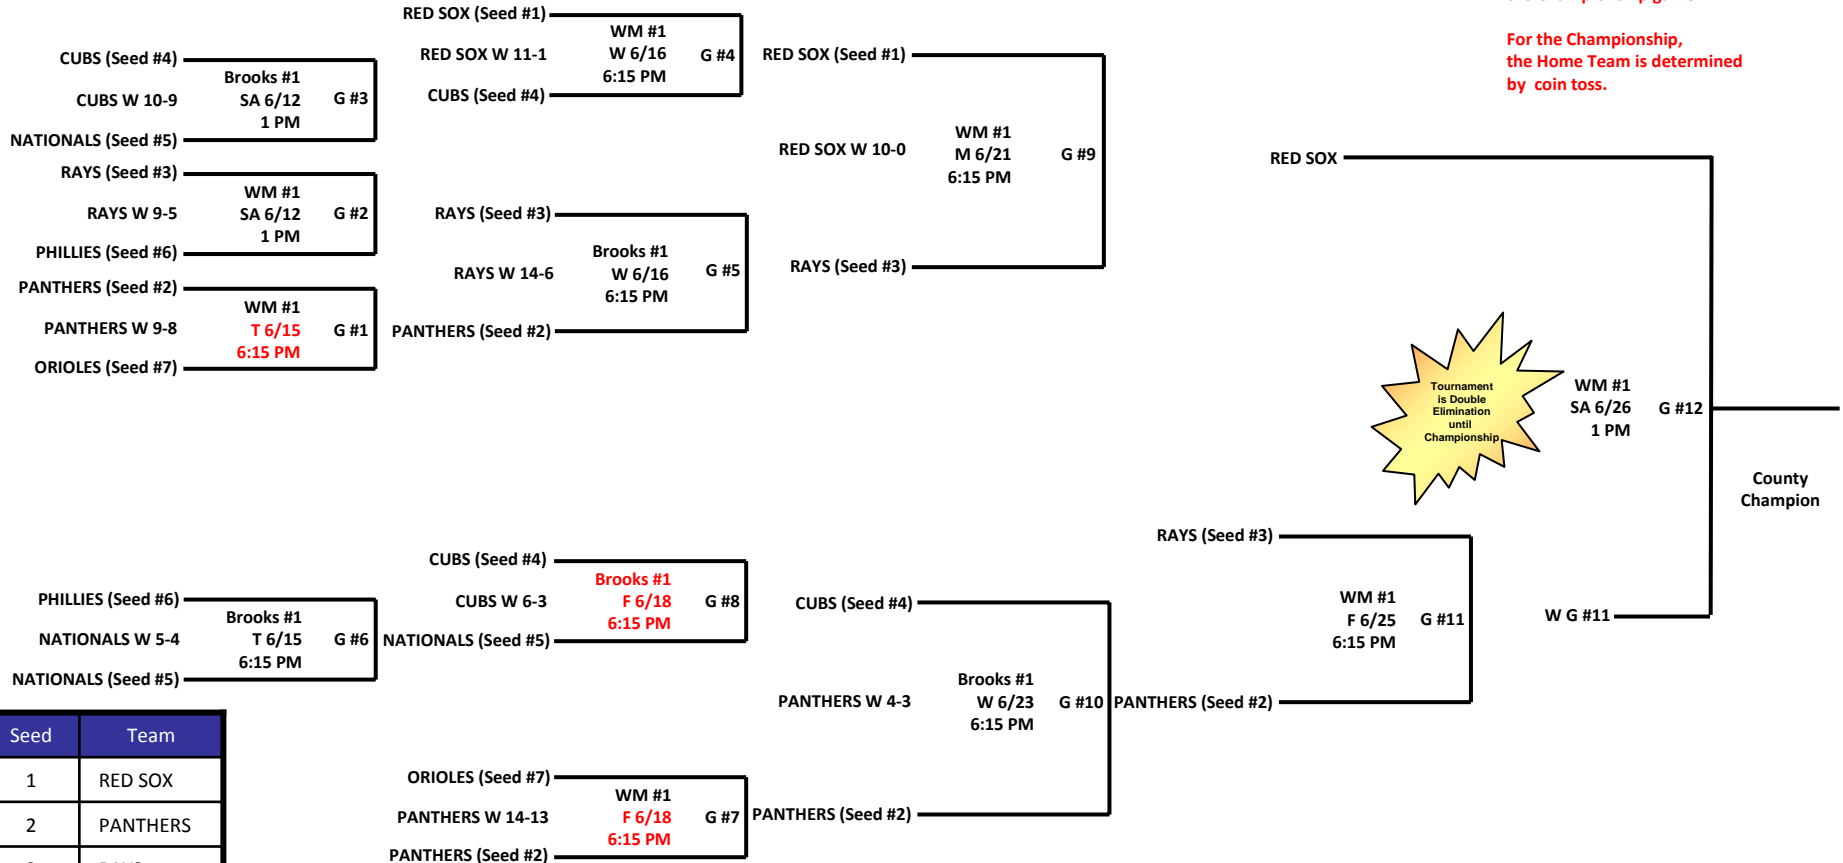 RED SOX (Seed #1)
WM #1
RED SOX W 11-1
W 6/16
G #4
6:15 PM
CUBS (Seed #4)
CUBS (Seed #4)
Brooks #1
CUBS W 10-9
SA 6/12
G #3
1 PM
NATIONALS (Seed #5)
RAYS (Seed #3)
WM #1
RAYS W 9-5
SA 6/12
G #2
1 PM
PHILLIES (Seed #6)
PANTHERS (Seed #2)
WM #1
PANTHERS W 9-8
T 6/15
G #1
6:15 PM
ORIOLES (Seed #7)
RAYS (Seed #3)
Brooks #1
RAYS W 14-6
W 6/16
G #5
6:15 PM
PANTHERS (Seed #2)
RED SOX (Seed #1)
WM #1
RED SOX W 10-0
M 6/21
G #9
6:15 PM
RAYS (Seed #3)
For the Championship,
the Home Team is determined
by coin toss.
RED SOX
Tournament
is Double
Elimination
until
Championship
WM #1
SA 6/26
G #12
1 PM
County
Champion
W G #11
RAYS (Seed #3)
WM #1
F 6/25
G #11
6:15 PM
PANTHERS (Seed #2)
CUBS (Seed #4)
Brooks #1
CUBS W 6-3
F 6/18
G #8
6:15 PM
NATIONALS (Seed #5)
PHILLIES (Seed #6)
Brooks #1
NATIONALS W 5-4
T 6/15
G #6
6:15 PM
NATIONALS (Seed #5)
CUBS (Seed #4)
Brooks #1
PANTHERS W 4-3
W 6/23
G #10
6:15 PM
PANTHERS (Seed #2)
ORIOLES (Seed #7)
WM #1
PANTHERS W 14-13
F 6/18
G #7
6:15 PM
PANTHERS (Seed #2)
Seed Team
1 RED SOX
2 PANTHERS